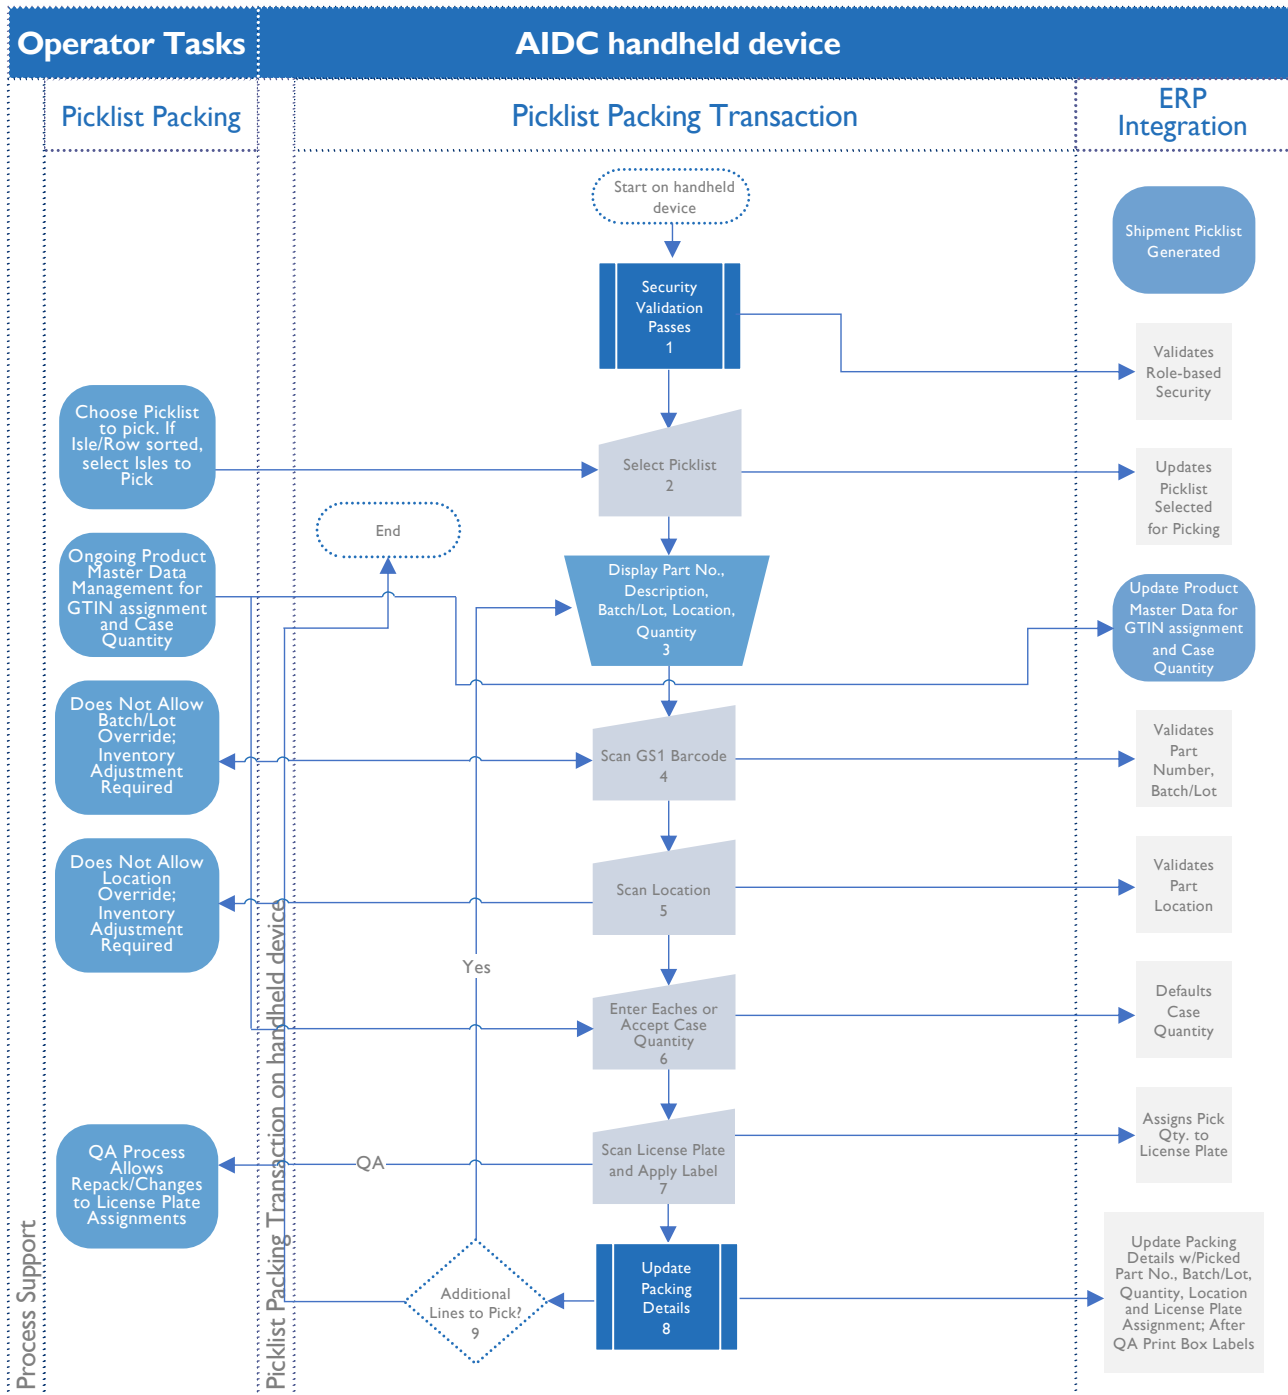 Operator Tasks
AIDC handheld device
Picklist Packing
Picklist Packing Transaction
ERP
Integration
Start on handheld
device
Shipment Picklist
Generated
Security
Validation
Passes
1
Validates
Role-based
Security
Choose Picklist
to pick. If
Isle/Row sorted,
select Isles to
Pick
Select Picklist
2
Updates
Picklist
Selected
for Picking
End
Ongoing Product
Master Data
Management for
GTIN assignment
and Case
Quantity
Display Part No.,
Description,
Batch/Lot, Location,
Quantity
3
Update Product
Master Data for
GTIN assignment
and Case
Quantity
Does Not Allow
Batch/Lot
Override;
Inventory
Adjustment
Required
Scan GS1 Barcode
4
Validates
Part
Number,
Batch/Lot
Does Not Allow
Location
Override;
Inventory
Adjustment
Required
Scan Location
5
Validates
Part
Location
Yes
Enter Eaches or
Accept Case
Quantity
6
Defaults
Case
Quantity
QA Process
Allows
Repack/Changes
to License Plate
Assignments
QA
Scan License Plate
and Apply Label
7
Assigns Pick
Qty. to
License Plate
Additional
Lines to Pick?
9
Update
Packing
Details
8
Update Packing
Details w/Picked
Part No., Batch/Lot,
Quantity, Location
and License Plate
Assignment; After
QA Print Box Labels
Process Support
Picklist Packing Transaction on handheld device